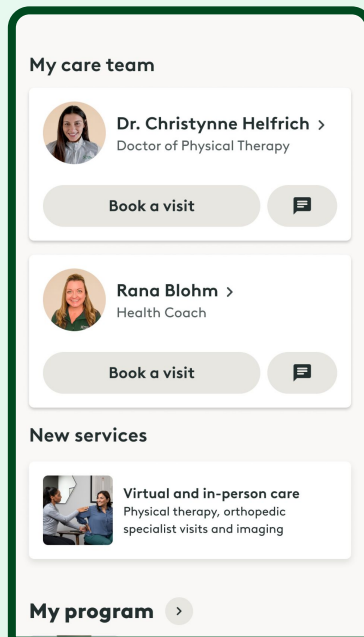 My care team
Dr. Christynne Helfrich
Doctor of Physical Therapy
Book a visit
Rana Blohm
Health Coach
Book a visit
New services
Virtual and in-person care
Physical therapy, orthopedic
specialist visits and imaging
My program